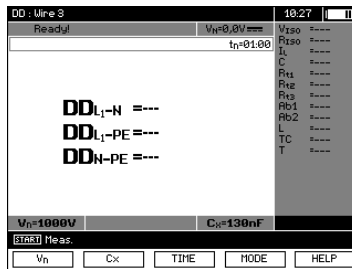 DD: Wire 3 10:27
Ready! VN=0,0V
tn=01:00
DDL1-N =---
DDL1-PE =---
DDN-PE =---
VISO =---
RISO =---
IL =---
C =---
Rt1 =---
Rt2 =---
Rt3 =---
Ab1 =---
Ab2 =---
L =---
TC =---
T =---
Vn=1000V Cx=130nF
START Meas.
Vn Cx TIME MODE HELP